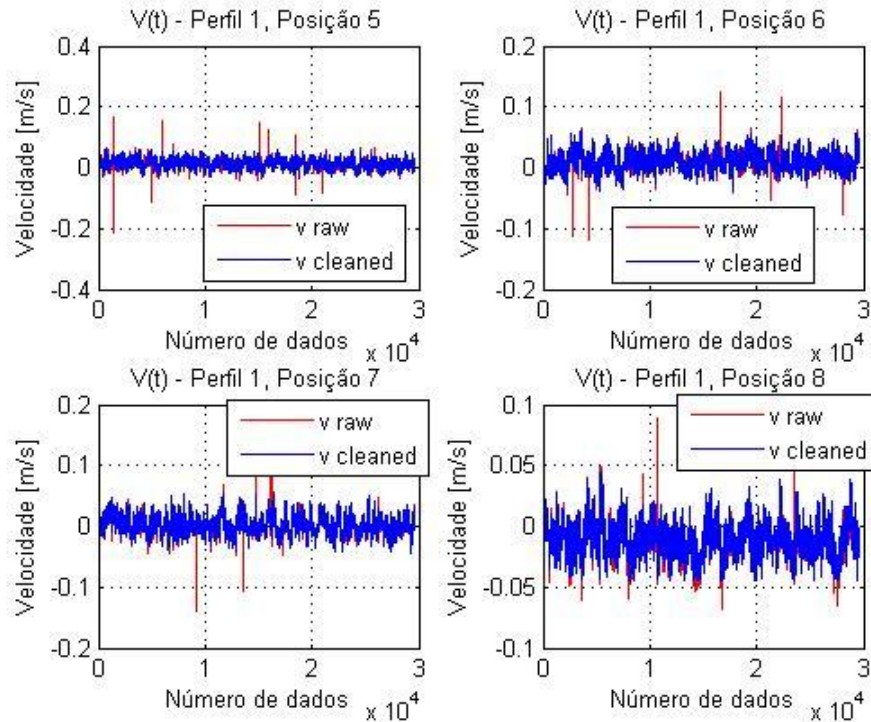 V(t) - Perfil 1, Posição 5
0.4
0.2
0
-0.2
-0.4
Velocidade [m/s]
v raw
v cleaned
0 1 2 3
Número de dados
x 10^4
V(t) - Perfil 1, Posição 6
0.2
0.1
0
-0.1
-0.2
Velocidade [m/s]
v raw
v cleaned
0 1 2 3
Número de dados
x 10^4
V(t) - Perfil 1, Posição 7
0.2
0.1
0
-0.1
-0.2
Velocidade [m/s]
v raw
v cleaned
0 1 2 3
Número de dados
x 10^4
V(t) - Perfil 1, Posição 8
0.1
0.05
0
-0.05
-0.1
Velocidade [m/s]
v raw
v cleaned
0 1 2 3
Número de dados
x 10^4